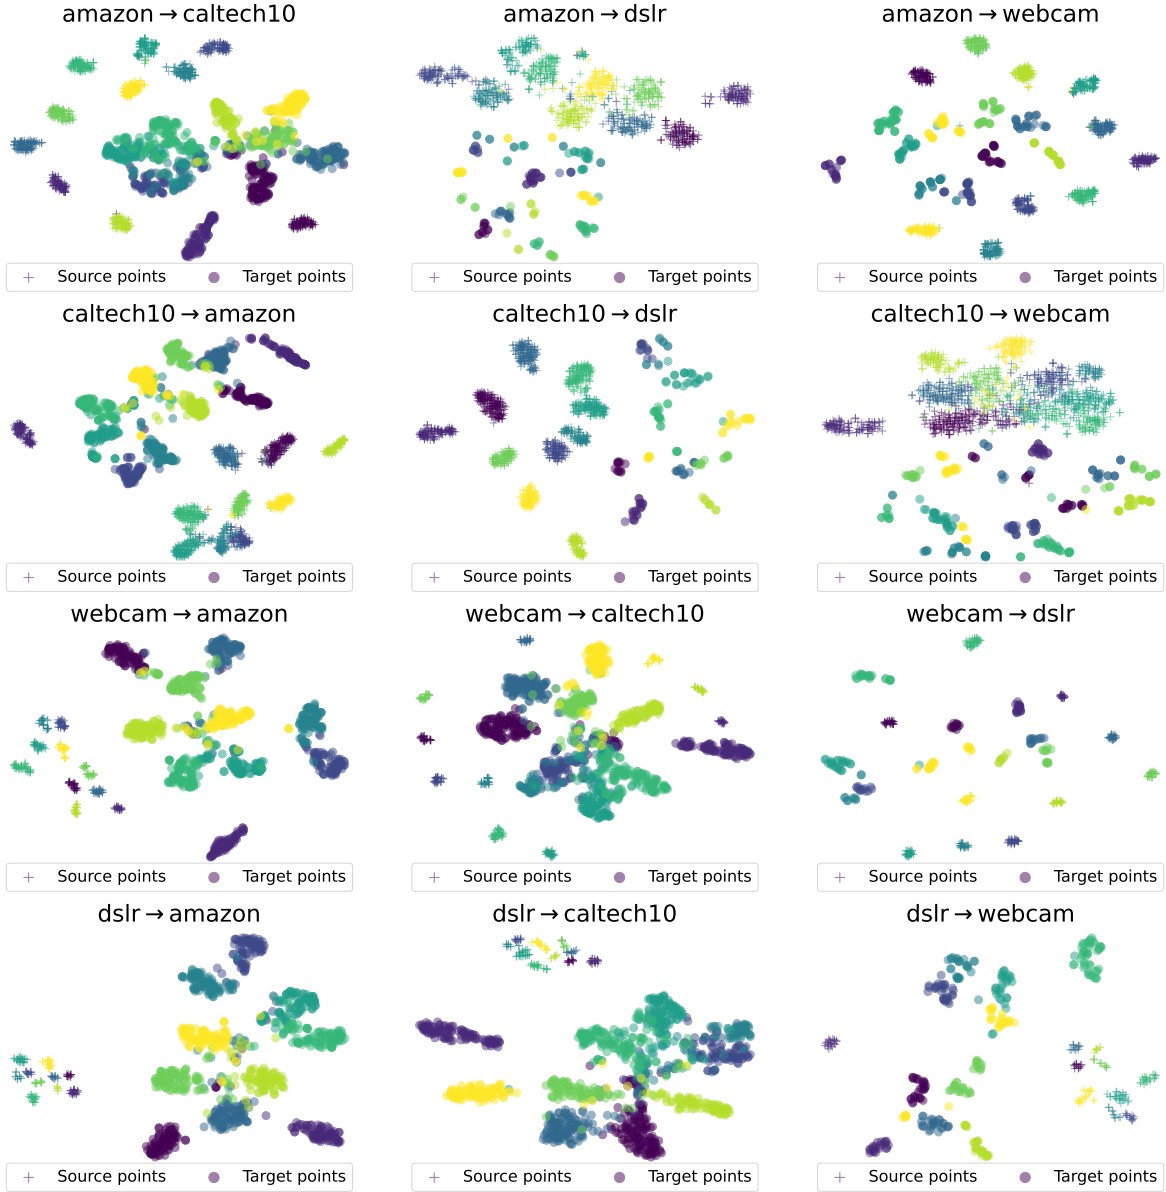 amazon → caltech10
amazon → dslr
amazon → webcam
Source points Target points
Source points Target points
Source points Target points
caltech10 → amazon
caltech10 → dslr
caltech10 → webcam
Source points Target points
Source points Target points
Source points Target points
webcam → amazon
webcam → caltech10
webcam → dslr
Source points Target points
Source points Target points
Source points Target points
dslr → amazon
dslr → caltech10
dslr → webcam
Source points Target points
Source points Target points
Source points Target points